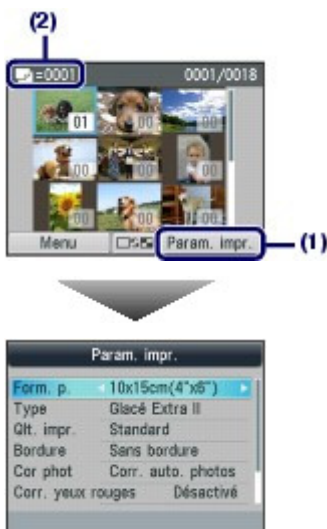 (2)
=0001 0001/0018
01 00 00
00 00 00
00 00 00
Menu Param. impr.
(1)
Param. impr.
Form. p. 10x15cm(4"x6")
Type Glacé Extra II
Qlt. impr. Standard
Bordure Sans bordure
Cor phot Corr. auto. photos
Corr. yeux rouges Désactivé